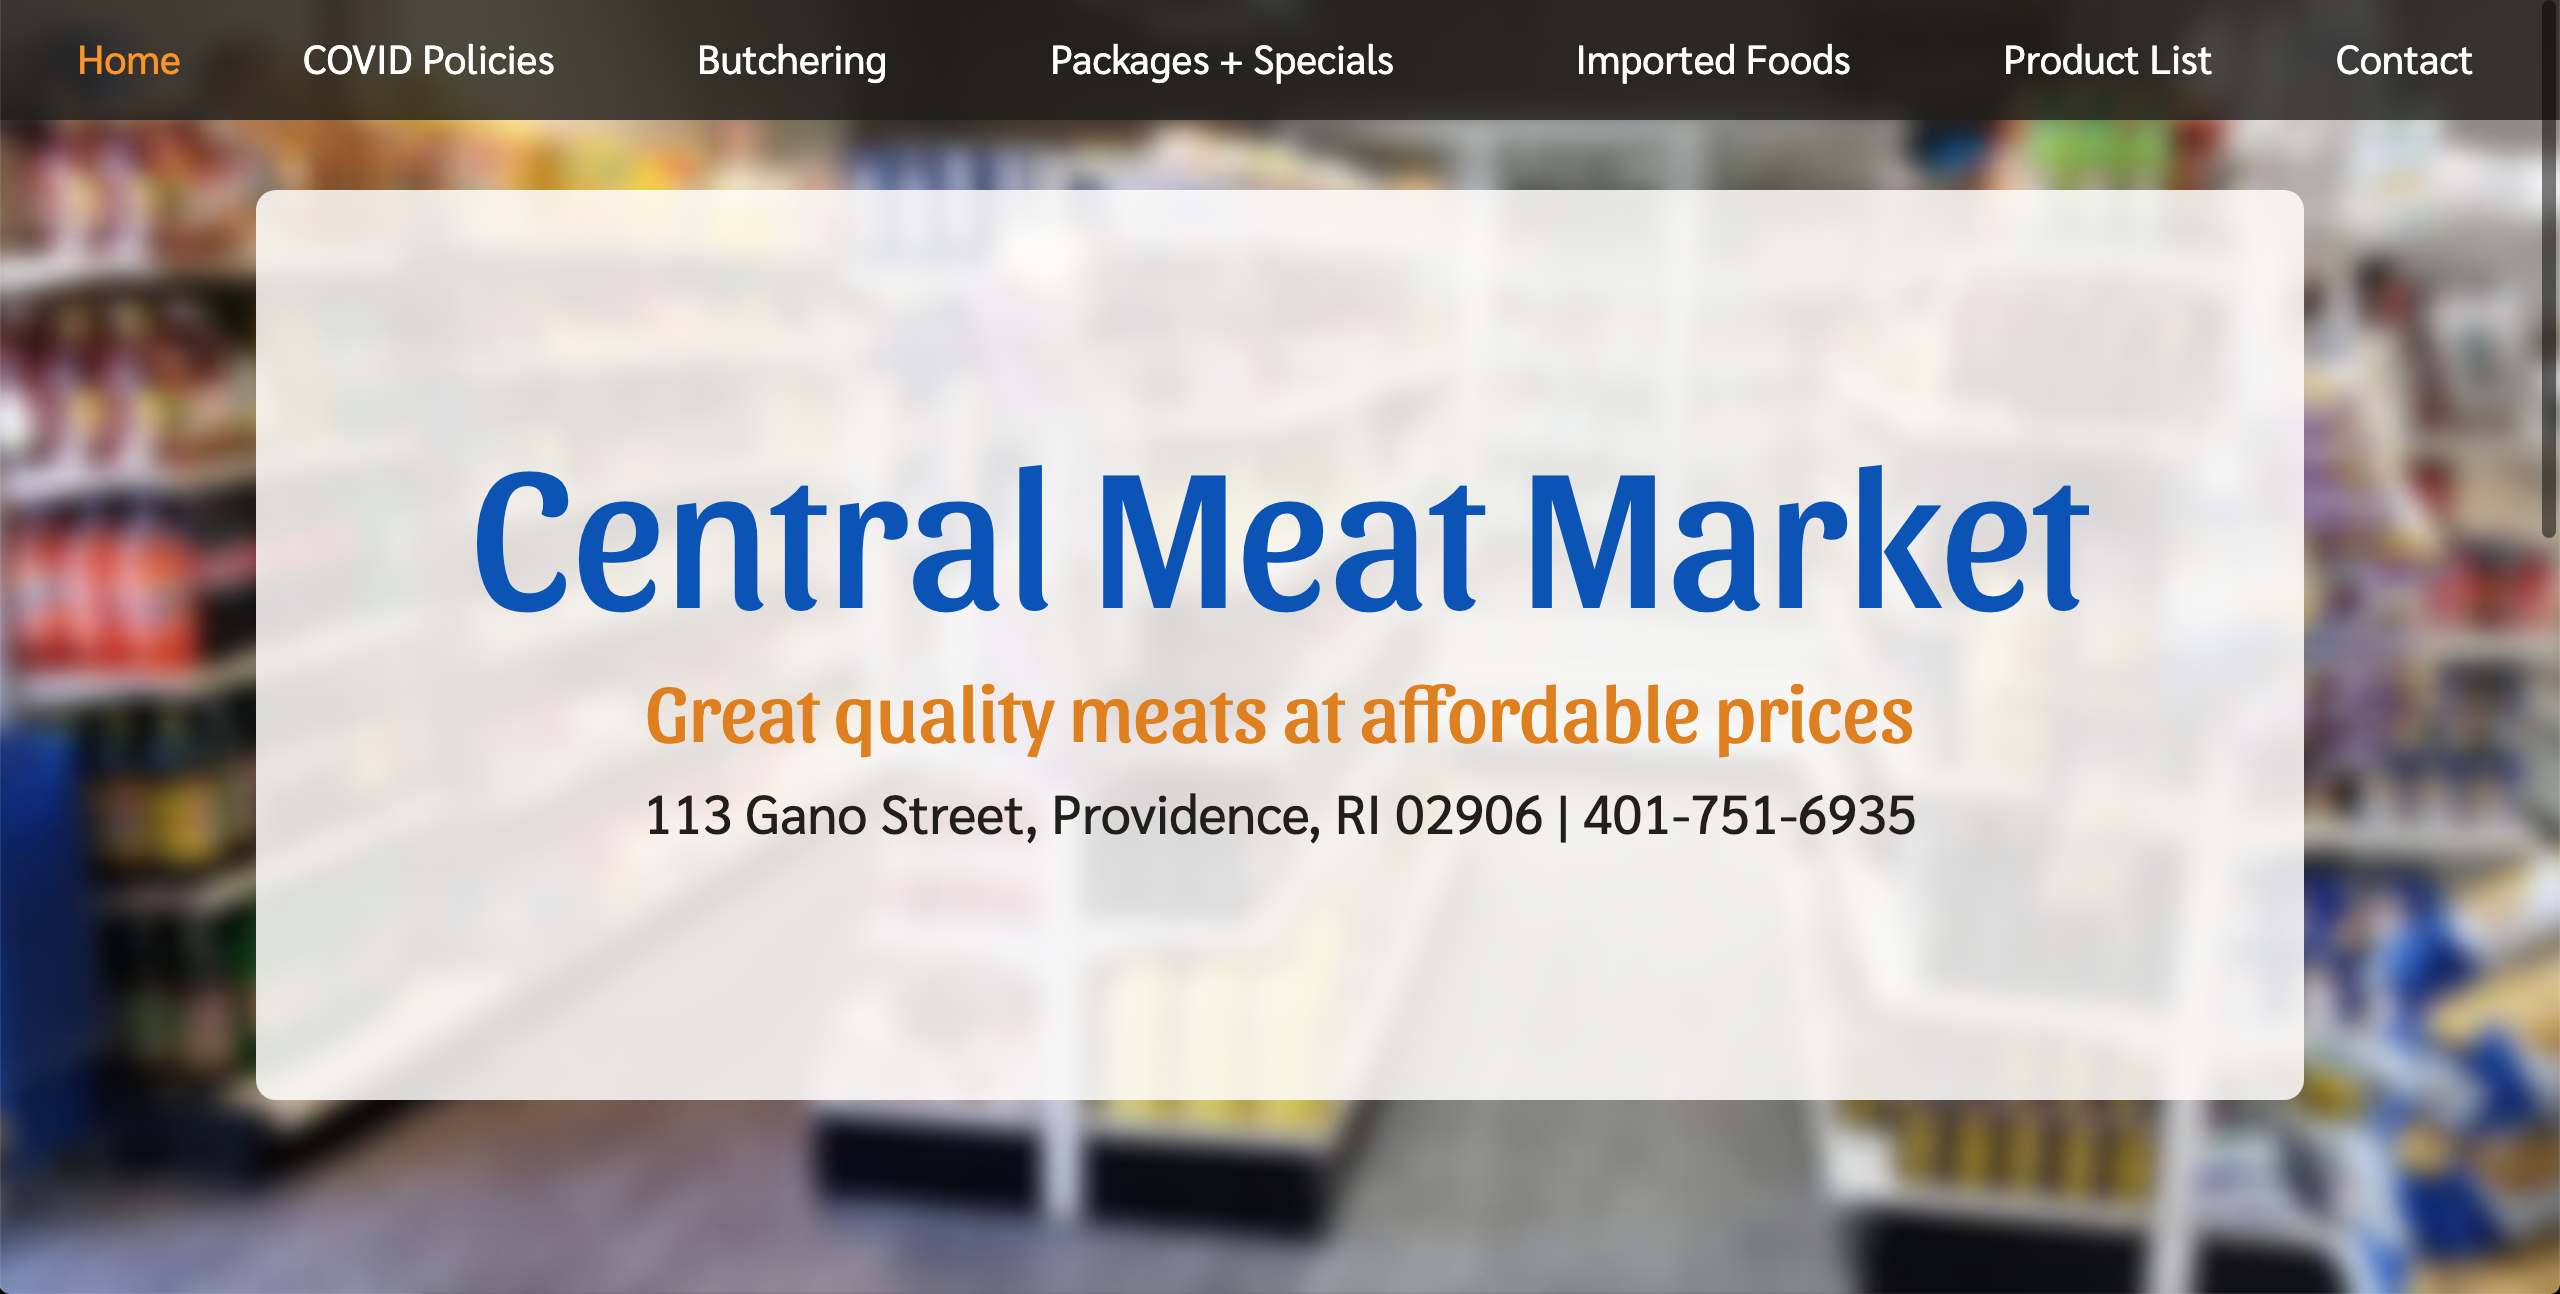 Home COVID Policies Butchering Packages + Specials Imported Foods Product List Contact
Central Meat Market
Great quality meats at affordable prices
113 Gano Street, Providence, RI 02906 | 401-751-6935